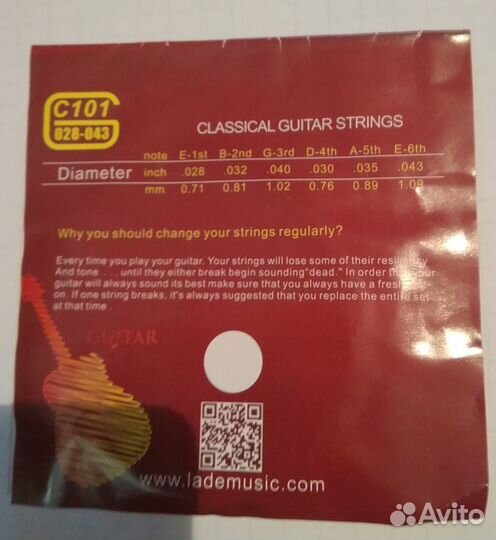 C101
028-043
CLASSICAL GUITAR STRINGS
note E-1st B-2nd G-3rd D-4th A-5th E-6th
Diameter inch .028 .032 .040 .030 .035 .043
mm 0.71 0.81 1.02 0.76 0.89 1.09
Why you should change your strings regularly?
Every time you play your guitar. Your strings will lose some of their
And tone . . . until they either break begin sounding"dead." In order
guitar will always sound its best make sure that you always have a fresh
on. If one string breaks, it's always suggested that you replace the entire set
at that time .
GUITAR
www.lademusic.com
Avito